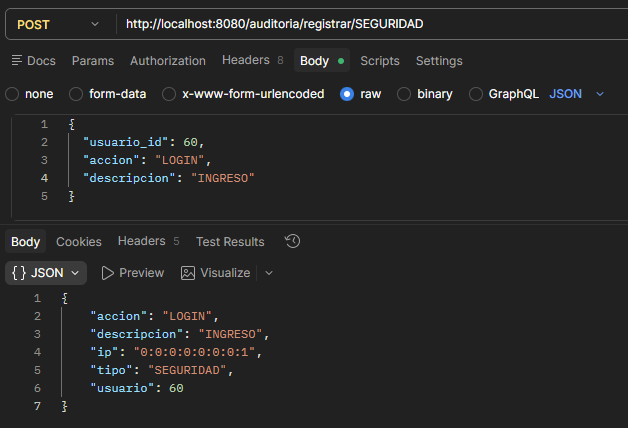 POST http://localhost:8080/auditoria/registrar/SEGURIDAD
Docs Params Authorization Headers 8 Body Scripts Settings
none form-data x-www-form-urlencoded raw binary GraphQL JSON
1 {
2 "usuario_id": 60,
3 "accion": "LOGIN",
4 "descripcion": "INGRESO"
5 }
Body Cookies Headers 5 Test Results
{} JSON Preview Visualize
1 {
2 "accion": "LOGIN",
3 "descripcion": "INGRESO",
4 "ip": "0:0:0:0:0:0:0:1",
5 "tipo": "SEGURIDAD",
6 "usuario": 60
7 }